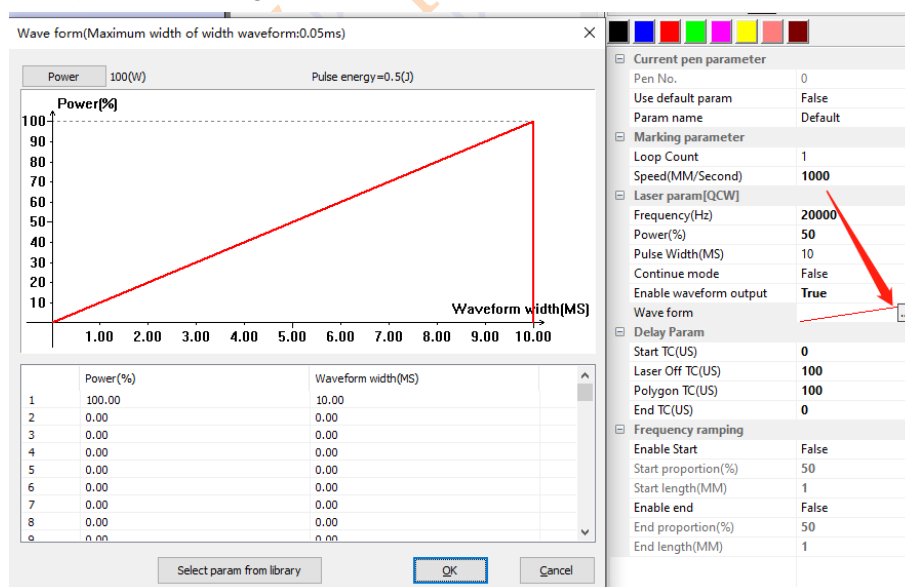 Wave form(Maximum width of width waveform:0.05ms)
Power 100(W) Pulse energy=0.5(J)
Power(%)
100
90
80
70
60
50
40
30
20
10
Waveform width(MS)
1.00 2.00 3.00 4.00 5.00 6.00 7.00 8.00 9.00 10.00
Power(%) Waveform width(MS)
1 100.00 10.00
2 0.00 0.00
3 0.00 0.00
4 0.00 0.00
5 0.00 0.00
6 0.00 0.00
7 0.00 0.00
8 0.00 0.00
9 0.00 0.00
Select param from library OK Cancel
Current pen parameter
Pen No. 0
Use default param False
Param name Default
Marking parameter
Loop Count 1
Speed(MM/Second) 1000
Laser param[QCW]
Frequency(Hz) 20000
Power(%) 50
Pulse Width(MS) 10
Continue mode False
Enable waveform output True
Wave form
Delay Param
Start TC(US) 0
Laser Off TC(US) 100
Polygon TC(US) 100
End TC(US) 0
Frequency ramping
Enable Start False
Start proportion(%) 50
Start length(MM) 1
Enable end False
End proportion(%) 50
End length(MM) 1